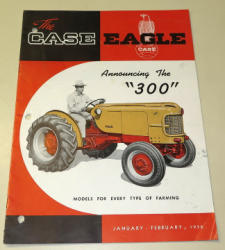 The
CASE EAGLE
CASE
Announcing The
"300"
MODELS FOR EVERY TYPE OF FARMING
JANUARY - FEBRUARY, 1956